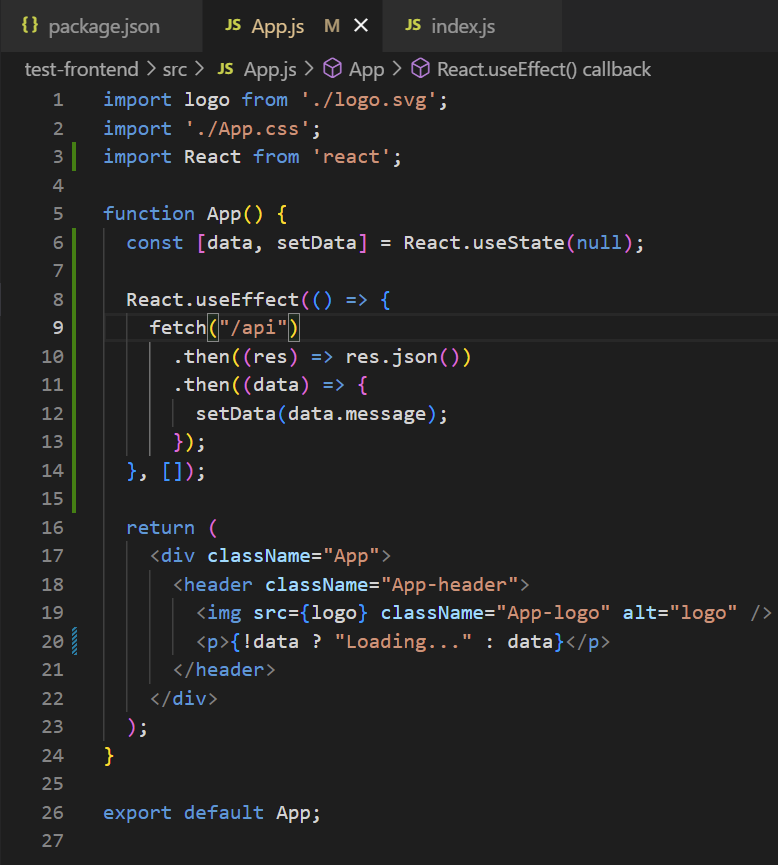 {} package.json JS App.js M JS index.js
test-frontend > src > JS App.js > App > React.useEffect() callback
1 import logo from './logo.svg';
2 import './App.css';
3 import React from 'react';
4
5 function App() {
6 const [data, setData] = React.useState(null);
7
8 React.useEffect(() => {
9 fetch("/api")
10 .then((res) => res.json())
11 .then((data) => {
12 setData(data.message);
13 });
14 }, []);
15
16 return (
17 <div className="App">
18 <header className="App-header">
19 <img src={logo} className="App-logo" alt="logo" />
20 <p>{!data ? "Loading..." : data}</p>
21 </header>
22 </div>
23 );
24 }
25
26 export default App;
27